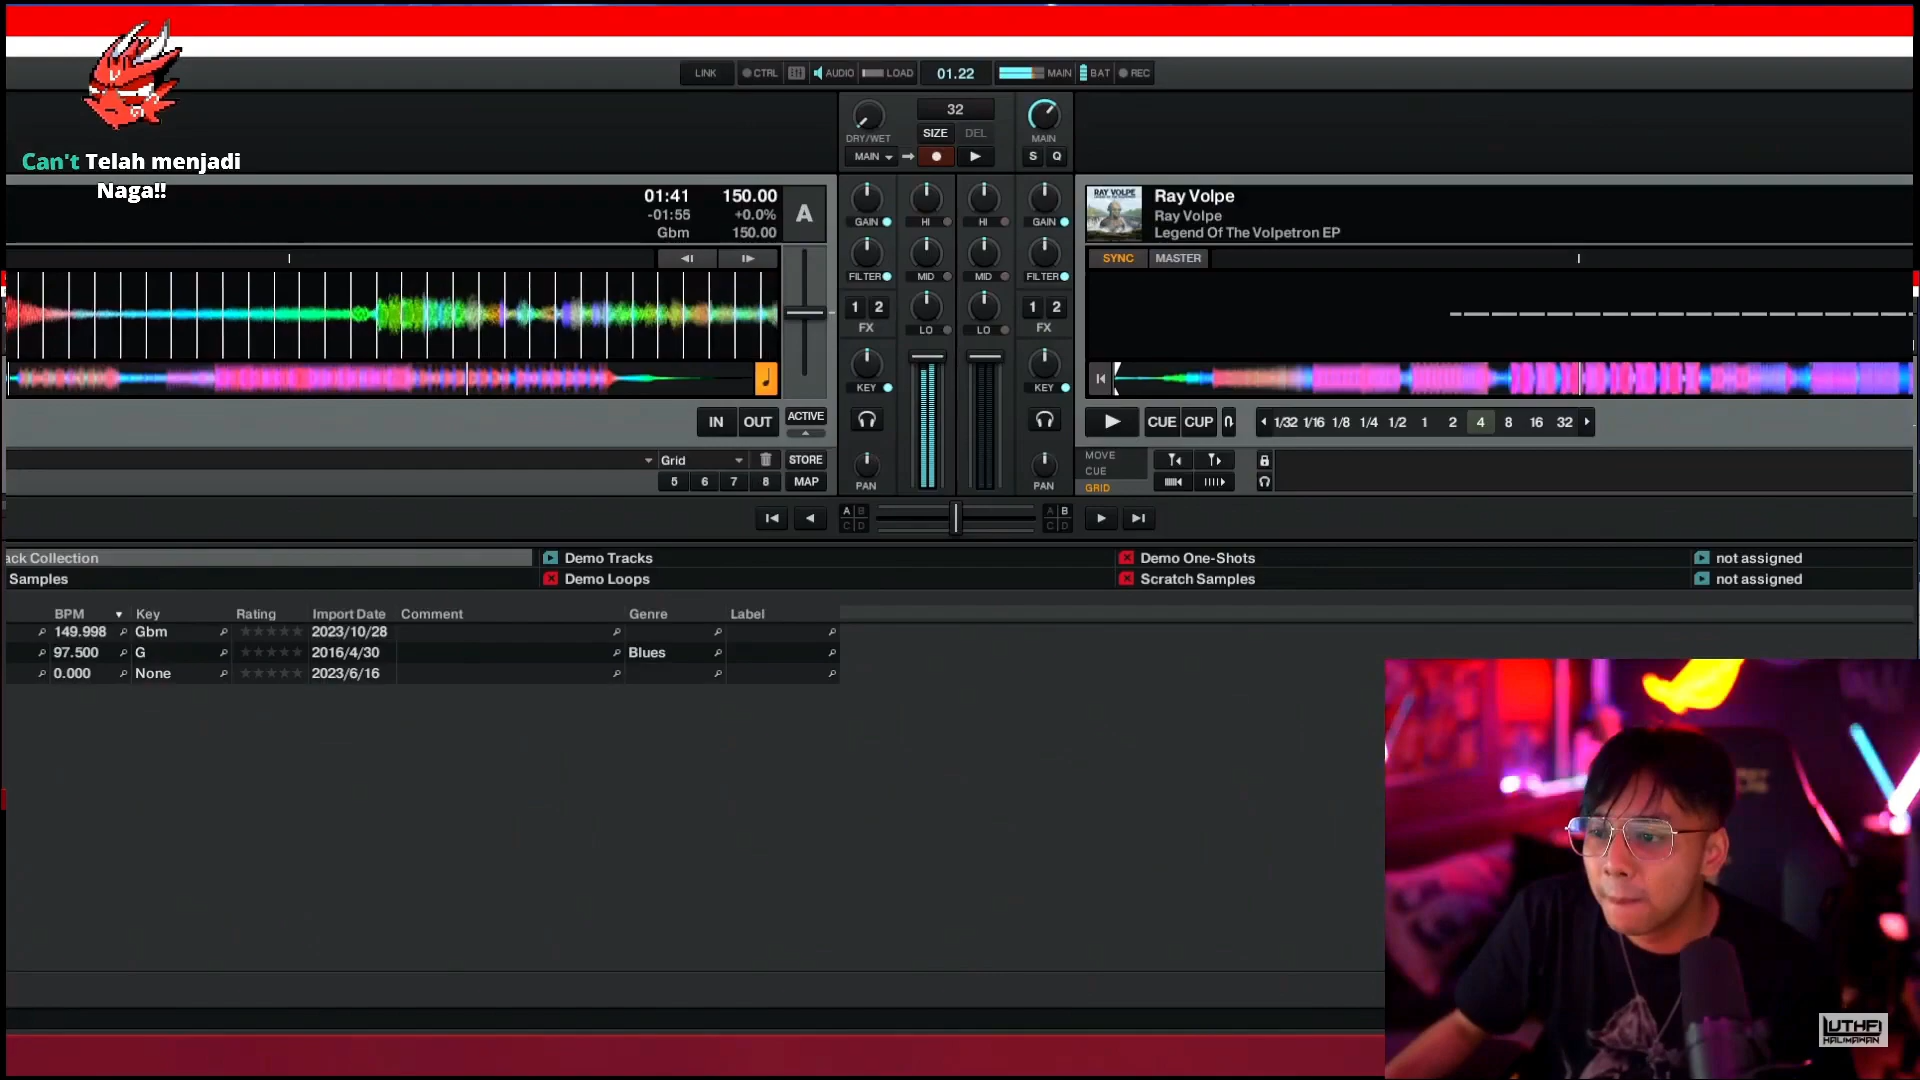 LINK
CTRL
AUDIO
LOAD
01.22
MAIN
BAT
REC
DRY/WET
MAIN
32
SIZE DEL
MAIN
S Q
Can't Telah menjadi
Naga!!
01:41 150.00
-01:55 +0.0%
Gbm 150.00
A
GAIN HI HI GAIN
FILTER MID MID FILTER
1 2 LO LO 1 2
FX FX
KEY KEY
PAN PAN
RAY VOLPE
Ray Volpe
Ray Volpe
Legend Of The Volpetron EP
SYNC MASTER
IN OUT ACTIVE
Grid STORE
5 6 7 8 MAP
CUE CUP
1/32 1/16 1/8 1/4 1/2 1 2 4 8 16 32
MOVE
CUE
GRID
A B
C D
A B
C D
ack Collection Demo Tracks Demo One-Shots not assigned
Samples Demo Loops Scratch Samples not assigned
BPM Key Rating Import Date Comment Genre Label
149.998 Gbm 2023/10/28
97.500 G 2016/4/30 Blues
0.000 None 2023/6/16
LUTHFI
HALIMAWAN